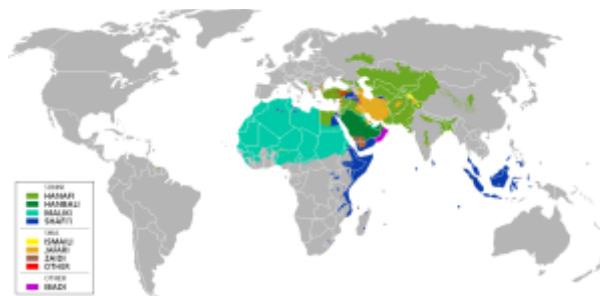 SUNNI
HANAFI
HANBALI
MALIKI
SHAFI'I
SHIA
ISMAILI
JAFARI
ZAIDI
OTHER
OTHER
IBADI